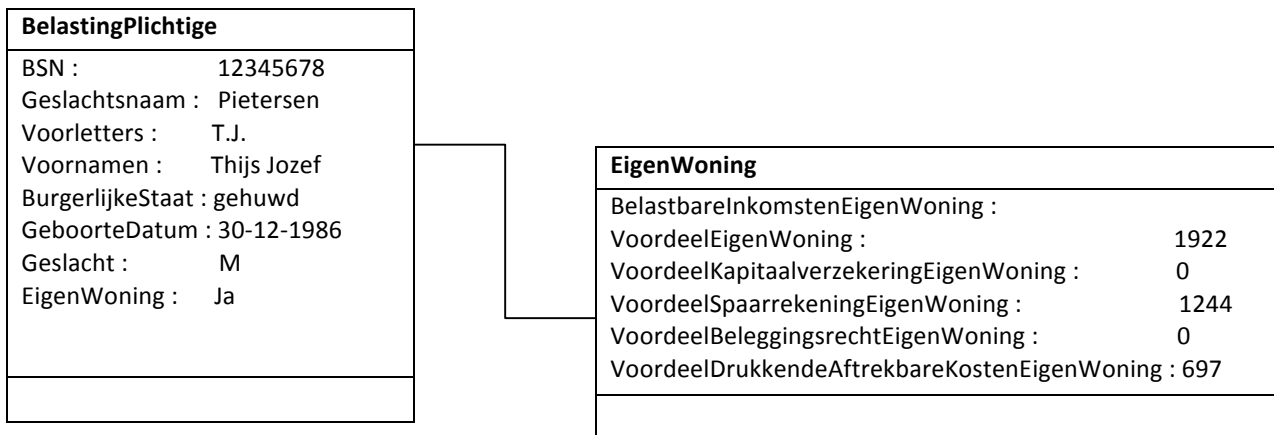 BelastingPlichtige
BSN : 12345678
Geslachtsnaam : Pietersen
Voorletters : T.J.
Voornamen : Thijs Jozef
BurgerlijkeStaat : gehuwd
GeboorteDatum : 30-12-1986
Geslacht : M
EigenWoning : Ja
EigenWoning
BelastbareInkomstenEigenWoning :
VoordeelEigenWoning : 1922
VoordeelKapitaalverzekeringEigenWoning : 0
VoordeelSpaarrekeningEigenWoning : 1244
VoordeelBeleggingsrechtEigenWoning : 0
VoordeelDrukkendeAftrekbareKostenEigenWoning : 697